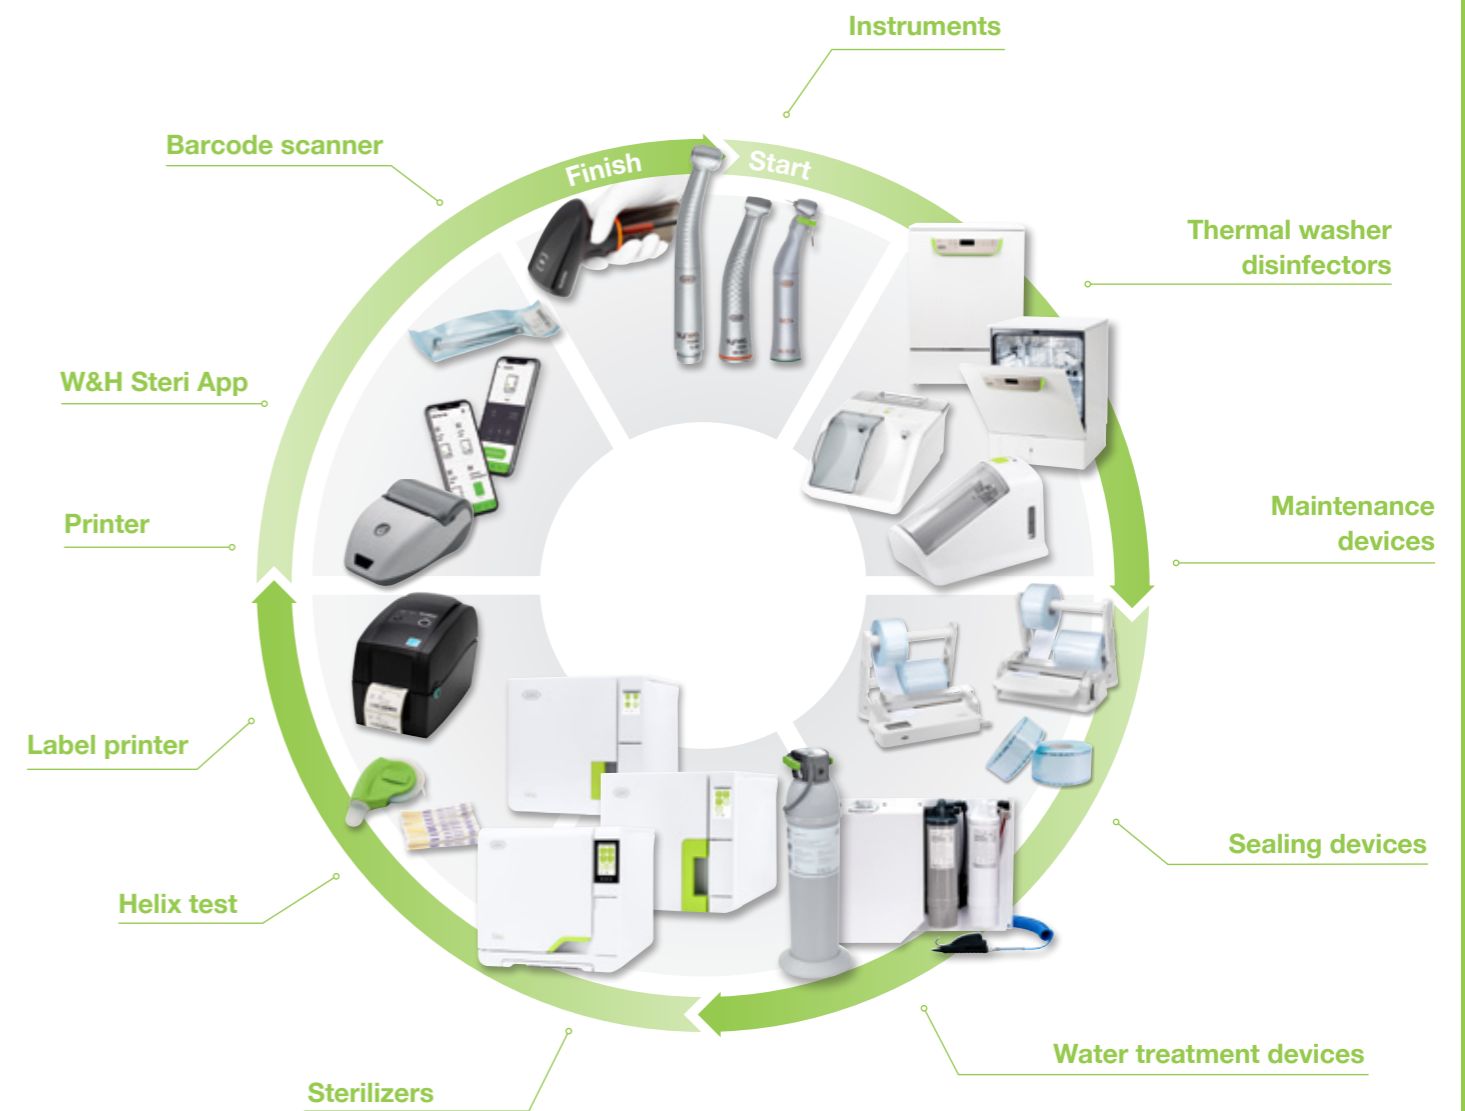 Instruments
Barcode scanner
Finish
Start
Thermal washer
disinfectors
W&H Steri App
Printer
Maintenance
devices
Label printer
Sealing devices
Helix test
Water treatment devices
Sterilizers